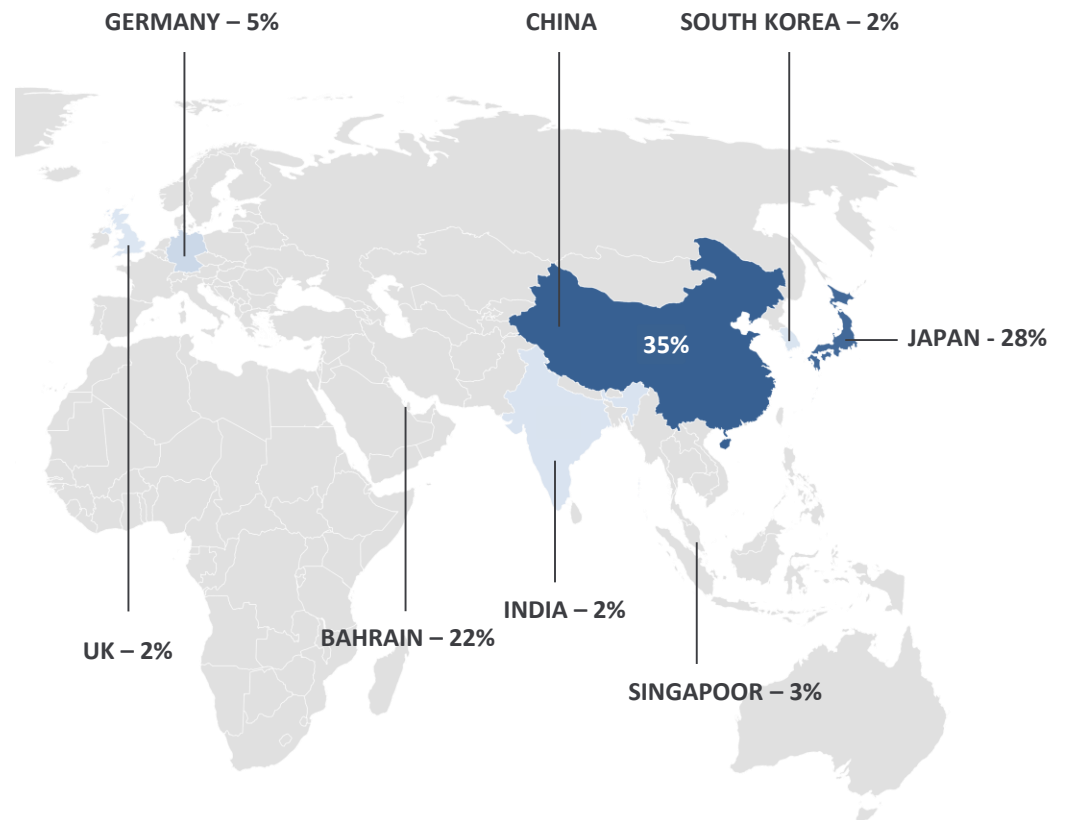 GERMANY – 5%
CHINA
SOUTH KOREA – 2%
35%
JAPAN - 28%
INDIA – 2%
BAHRAIN – 22%
UK – 2%
SINGAPOOR – 3%